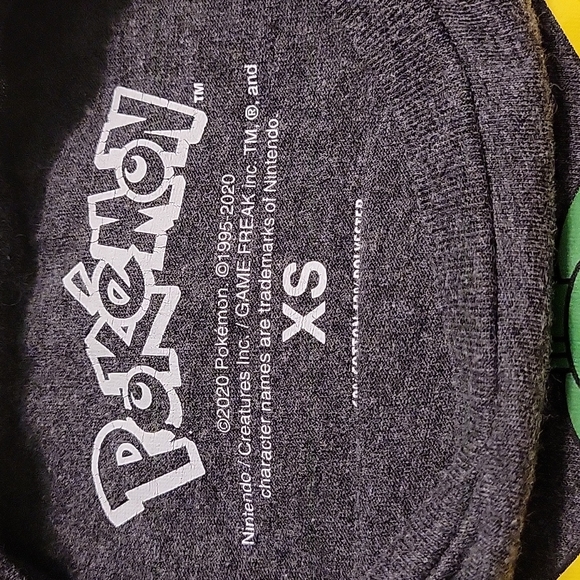 POKÉMON™
©2020 Pokémon. ©1995-2020
Nintendo / Creatures Inc. / GAME FREAK inc. TM, ®, and
character names are trademarks of Nintendo.
XS
POLYESTER